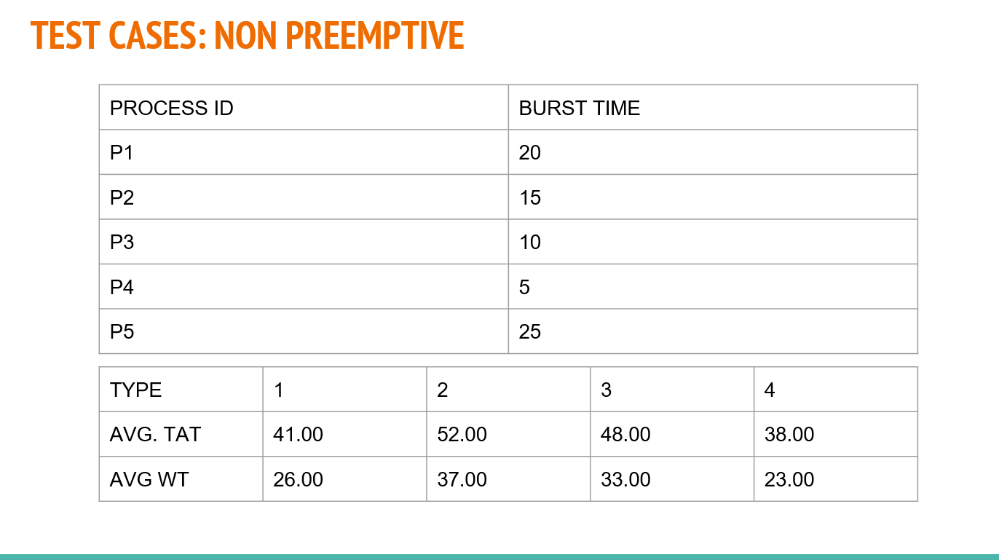 TEST CASES: NON PREEMPTIVE
PROCESS ID BURST TIME
P1 20
P2 15
P3 10
P4 5
P5 25
TYPE 1 2 3 4
AVG. TAT 41.00 52.00 48.00 38.00
AVG WT 26.00 37.00 33.00 23.00